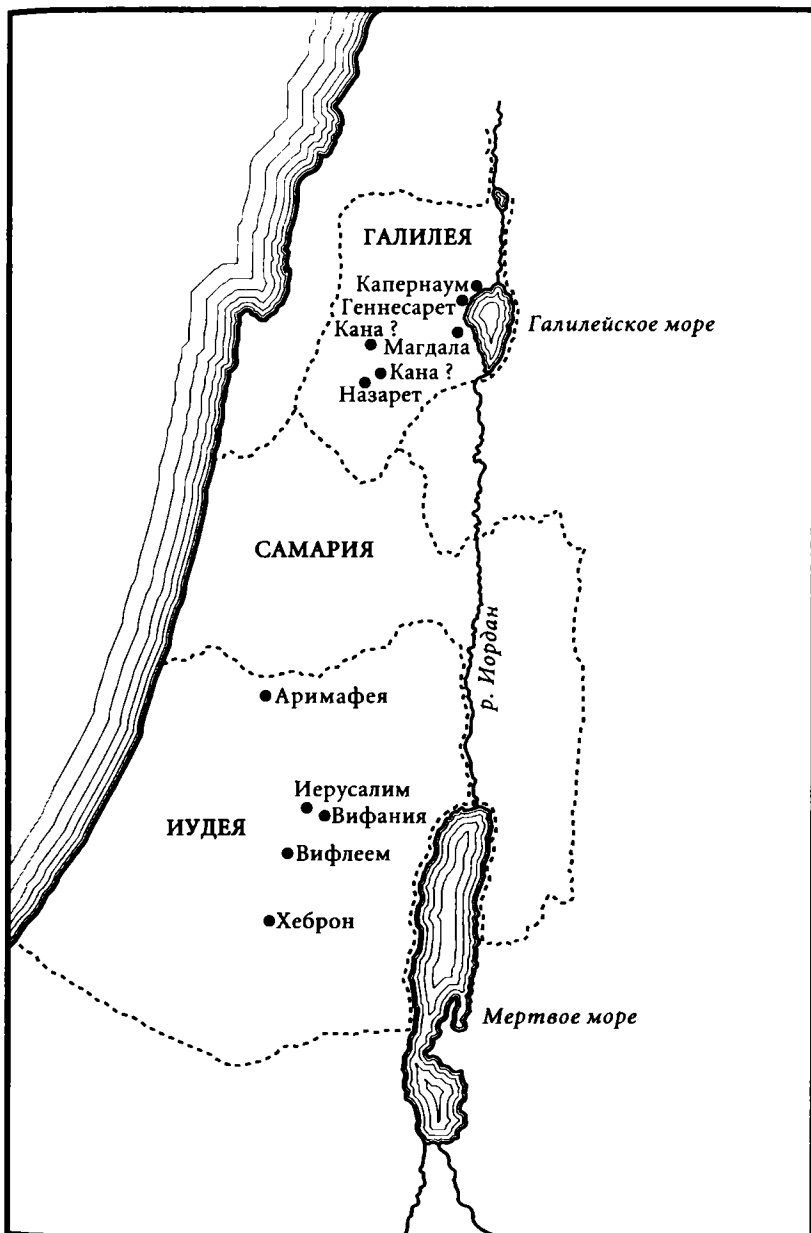 ГАЛИЛЕЯ
Капернаум
Геннесарет
Кана ?
Магдала
Галилейское море
Кана ?
Назарет
САМАРИЯ
р. Иордан
Аримафея
Иерусалим
Вифания
ИУДЕЯ
Вифлеем
Хеброн
Мертвое море